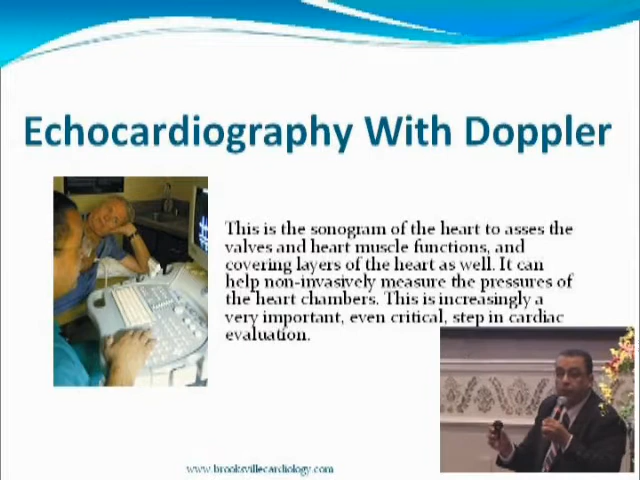 Echocardiography With Doppler
This is the sonogram of the heart to asses the
valves and heart muscle functions, and
covering layers of the heart as well. It can
help non-invasively measure the pressures of
the heart chambers. This is increasingly a
very important, even critical, step in cardiac
evaluation.
www.brooksvillecardiology.com